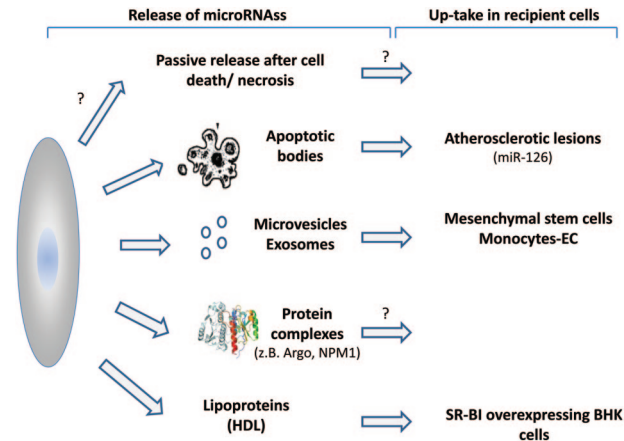 Release of microRNAss
Up-take in recipient cells
Passive release after cell
death/ necrosis
?
?
Apoptotic
bodies
Atherosclerotic lesions
(miR-126)
Microvesicles
Exosomes
Mesenchymal stem cells
Monocytes-EC
Protein
complexes
(z.B. Argo, NPM1)
?
Lipoproteins
(HDL)
SR-BI overexpressing BHK
cells